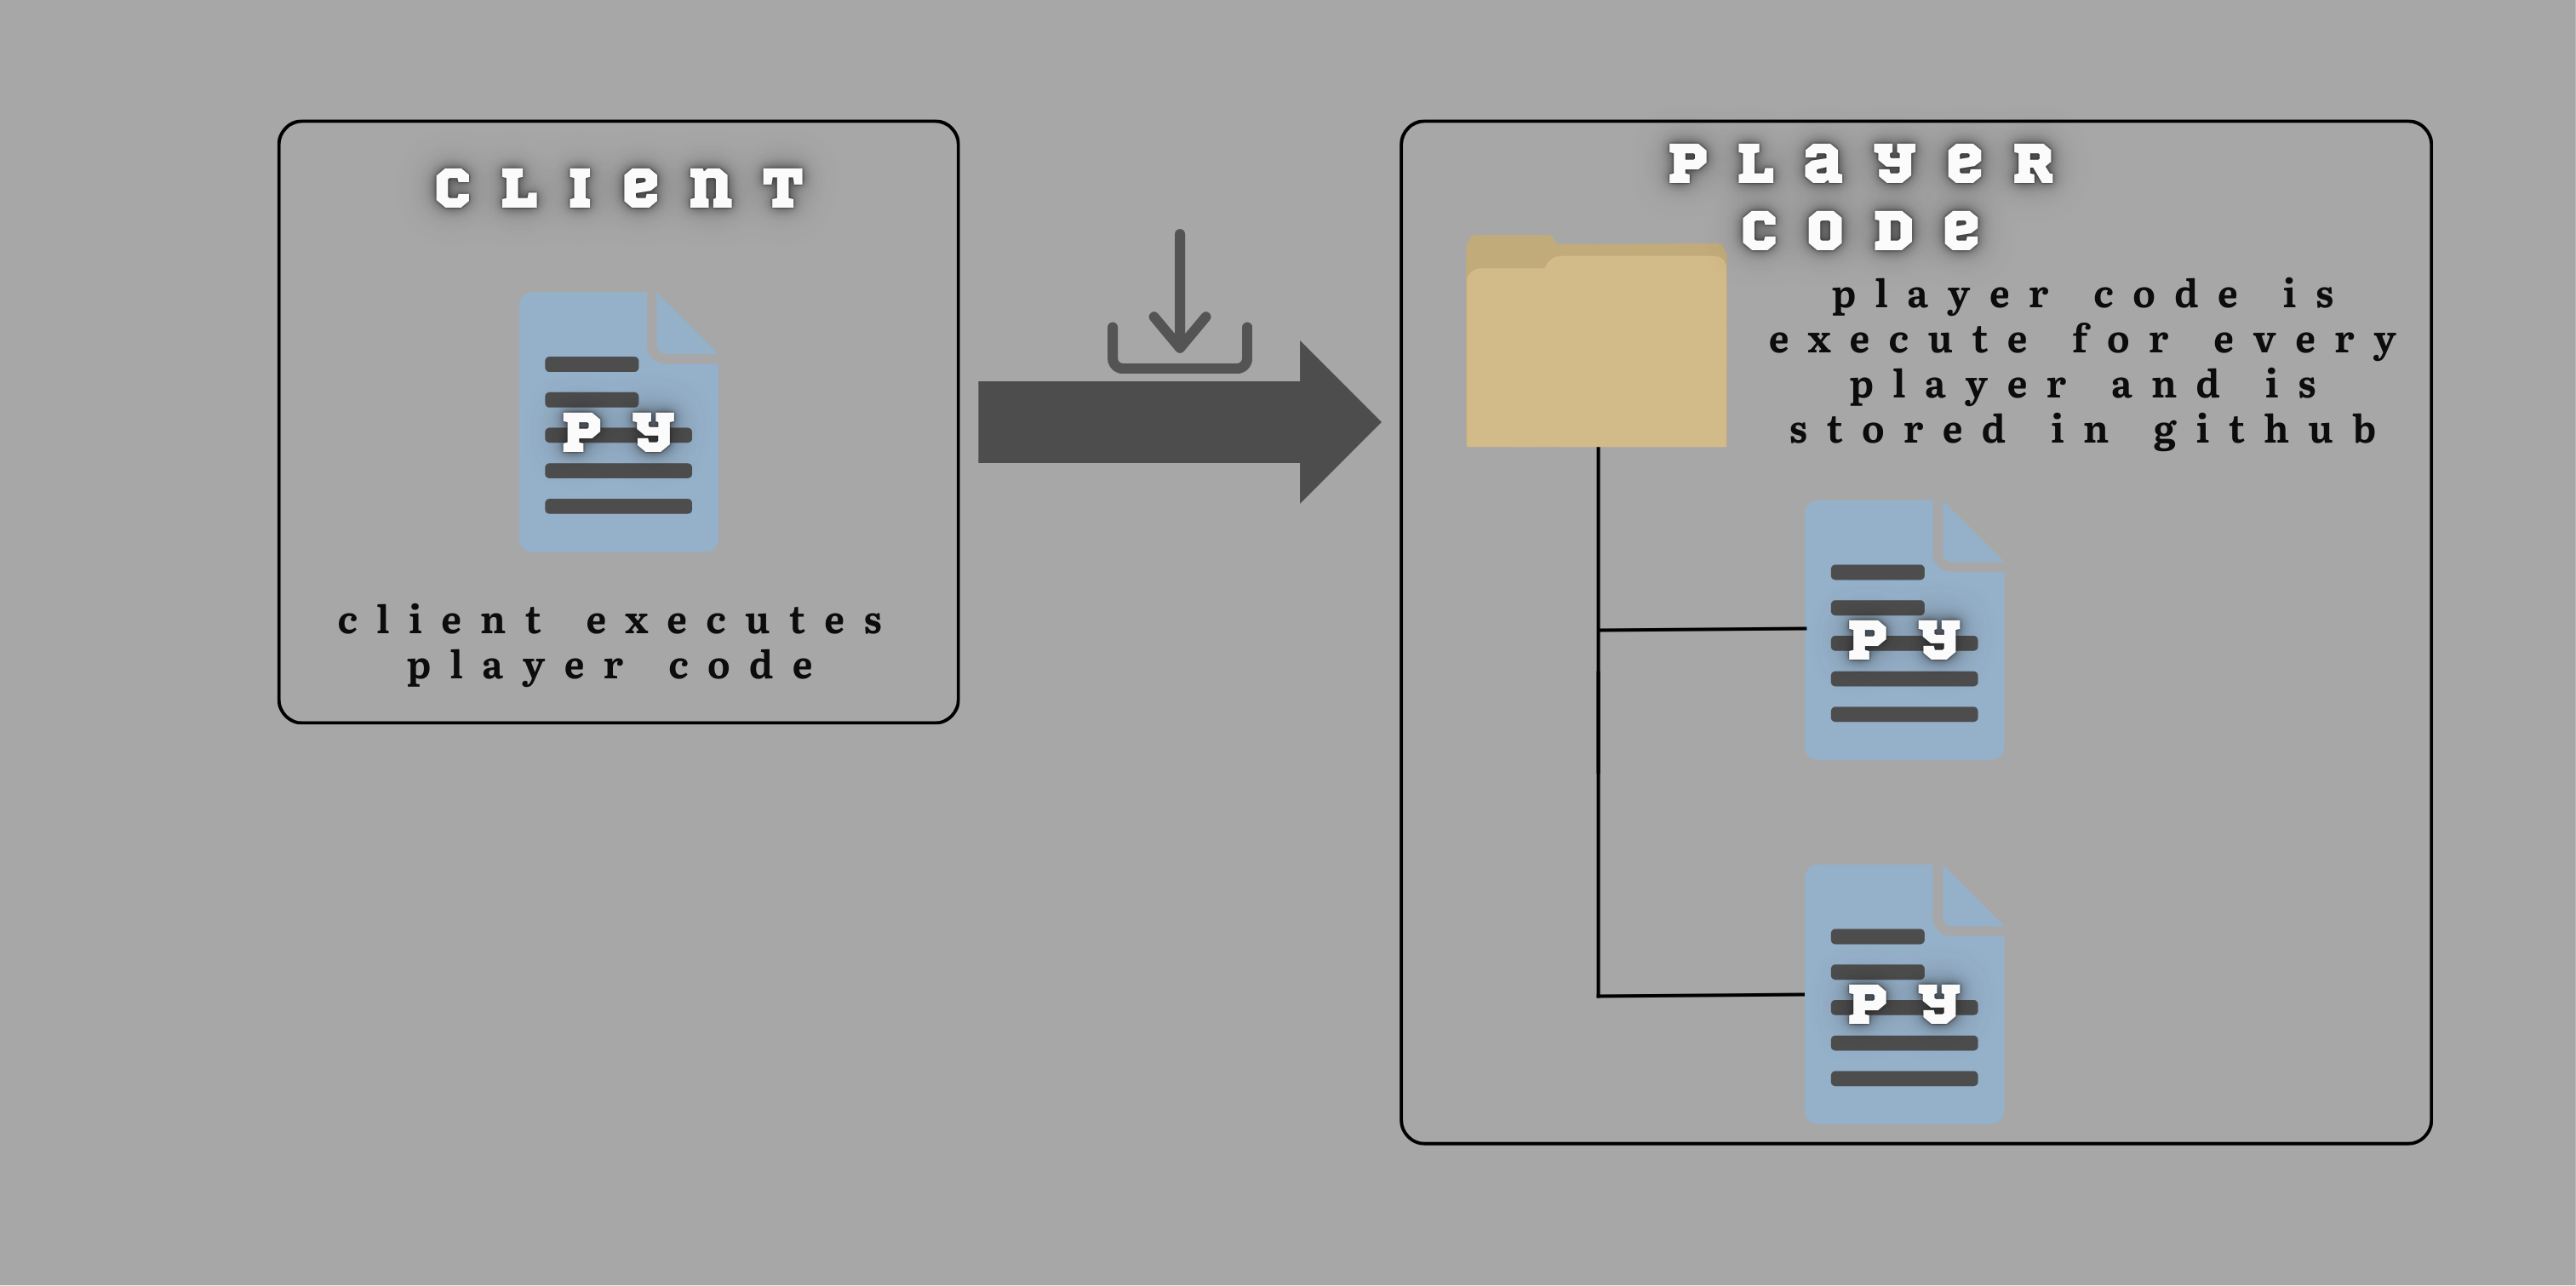 CLIENT
PY
client executes
player code
PLAYER
CODE
player code is
execute for every
player and is
stored in github
PY
PY